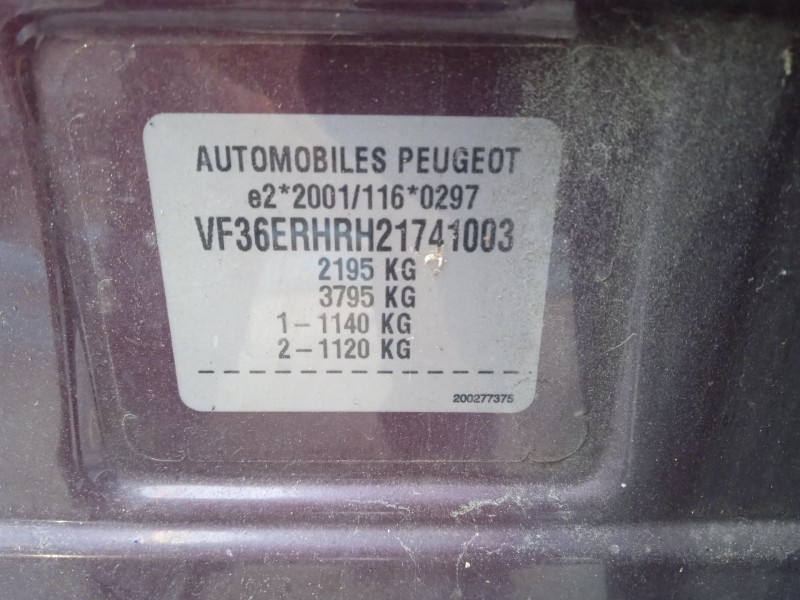 AUTOMOBILES PEUGEOT
e2*2001/116*0297
VF36ERHRH21741003
2195 KG
3795 KG
1-1140 KG
2-1120 KG
200277375